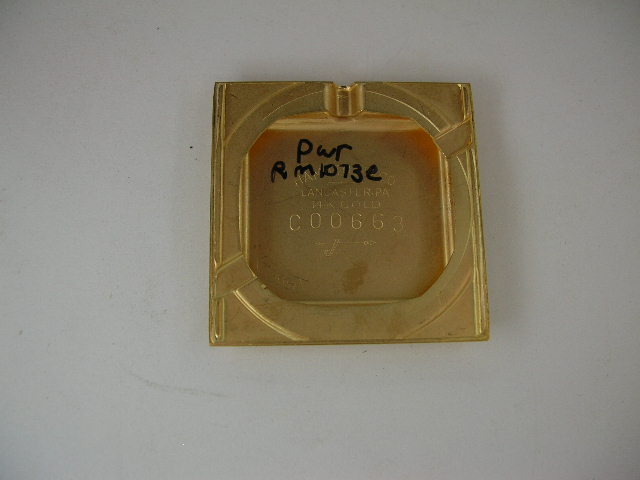 Pwr
RM1073e
LANCASTER, PA
14K GOLD
C00663